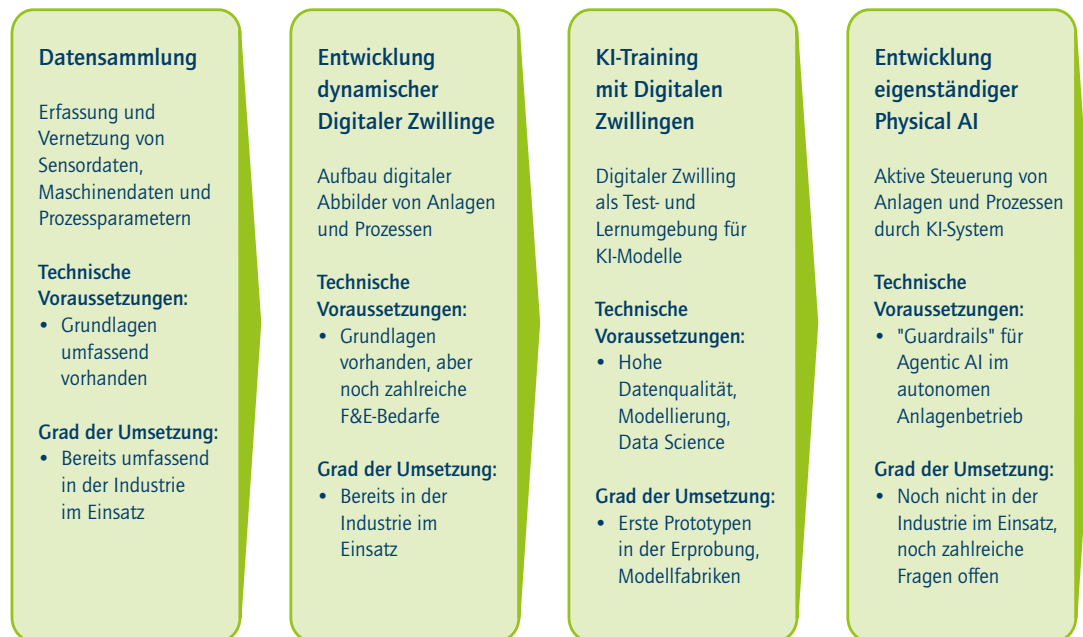 Datensammlung
Erfassung und
Vernetzung von
Sensordaten,
Maschinendaten und
Prozessparametern
Technische
Voraussetzungen:
• Grundlagen
umfassend
vorhanden
Grad der Umsetzung:
• Bereits umfassend
in der Industrie
im Einsatz
Entwicklung
dynamischer
Digitaler Zwillinge
Aufbau digitaler
Abbilder von Anlagen
und Prozessen
Technische
Voraussetzungen:
• Grundlagen
vorhanden, aber
noch zahlreiche
F&E-Bedarfe
Grad der Umsetzung:
• Bereits in der
Industrie im
Einsatz
KI-Training
mit Digitalen
Zwillingen
Digitaler Zwilling
als Test- und
Lernumgebung für
KI-Modelle
Technische
Voraussetzungen:
• Hohe
Datenqualität,
Modellierung,
Data Science
Grad der Umsetzung:
• Erste Prototypen
in der Erprobung,
Modellfabriken
Entwicklung
eigenständiger
Physical AI
Aktive Steuerung von
Anlagen und Prozessen
durch KI-System
Technische
Voraussetzungen:
• "Guardrails" für
Agentic AI im
autonomen
Anlagenbetrieb
Grad der Umsetzung:
• Noch nicht in der
Industrie im Einsatz,
noch zahlreiche
Fragen offen